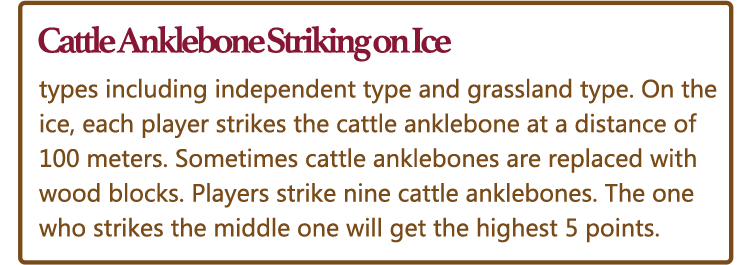 Cattle Anklebone Striking on Ice
types including independent type and grassland type. On the
ice, each player strikes the cattle anklebone at a distance of
100 meters. Sometimes cattle anklebones are replaced with
wood blocks. Players strike nine cattle anklebones. The one
who strikes the middle one will get the highest 5 points.